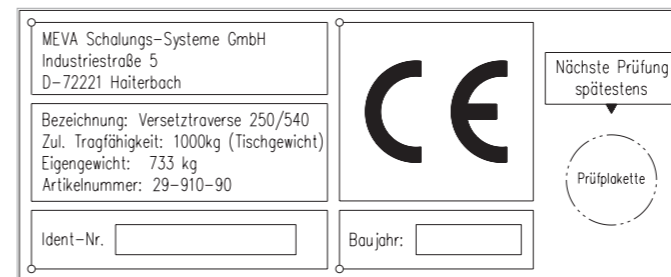 MEVA Schalungs-Systeme GmbH
Industriestraße 5
D-72221 Haiterbach
Bezeichnung: Versetztraverse 250/540
Zul. Tragfähigkeit: 1000kg (Tischgewicht)
Eigengewicht: 733 kg
Artikelnummer: 29-910-90
Ident-Nr.
CE
Baujahr:
Nächste Prüfung
spätestens
Prüfplakette